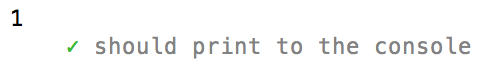 1
✓ should print to the console